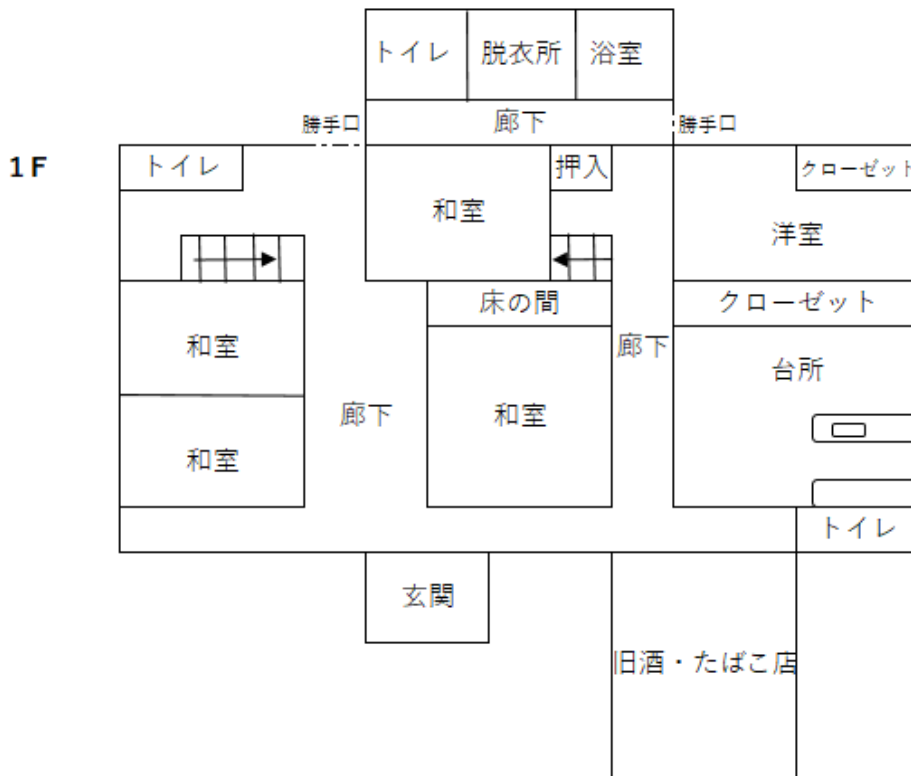 トイレ
脱衣所
浴室
勝手口
廊下
勝手口
1F
トイレ
押入
クローゼット
和室
洋室
床の間
クローゼット
和室
廊下
台所
廊下
和室
和室
トイレ
玄関
旧酒・たばこ店